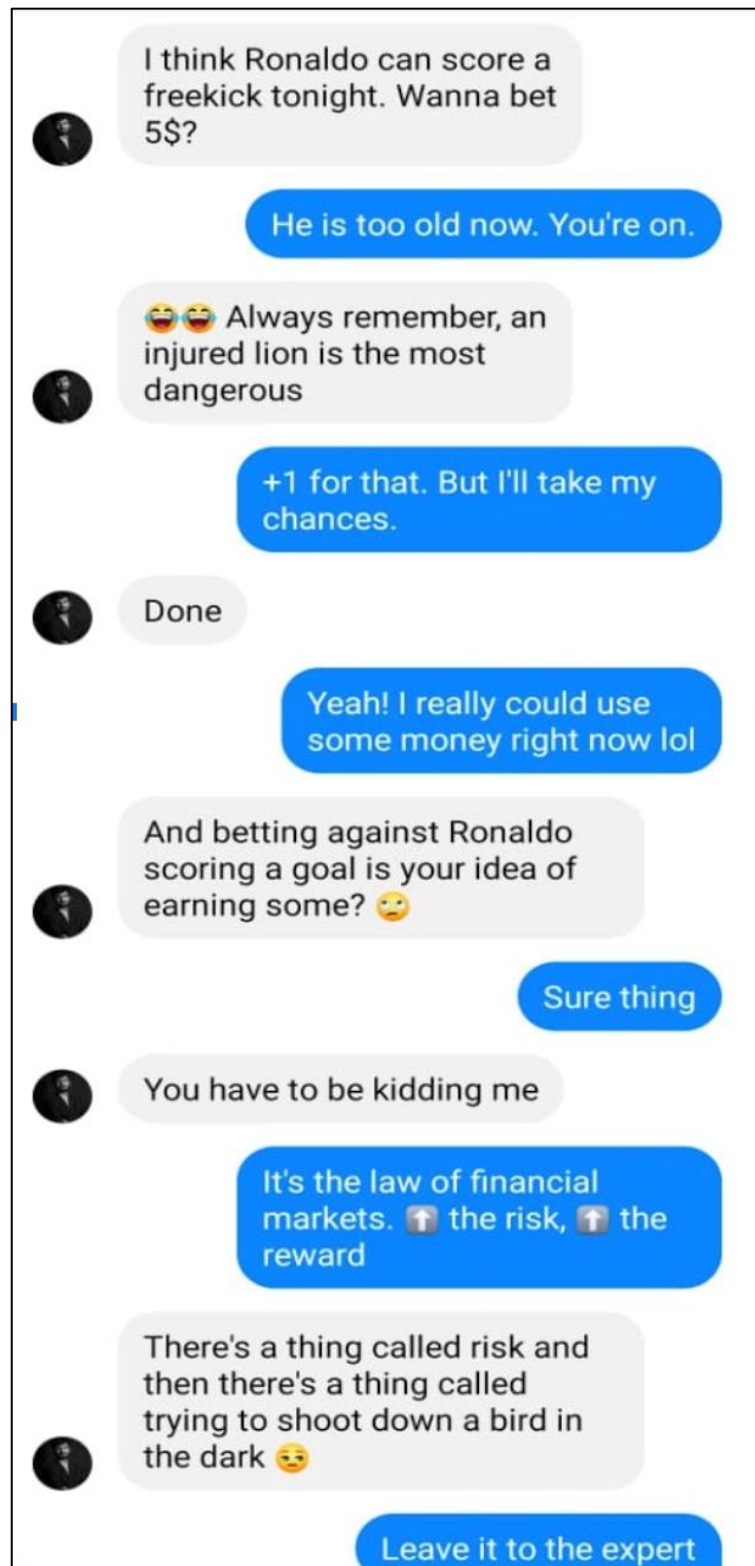 I think Ronaldo can score a
freekick tonight. Wanna bet
5$?
He is too old now. You're on.
😂😂 Always remember, an
injured lion is the most
dangerous
+1 for that. But I'll take my
chances.
Done
Yeah! I really could use
some money right now lol
And betting against Ronaldo
scoring a goal is your idea of
earning some? 🙄
Sure thing
You have to be kidding me
It's the law of financial
markets. ⬆️ the risk, ⬆️ the
reward
There's a thing called risk and
then there's a thing called
trying to shoot down a bird in
the dark 😒
Leave it to the expert